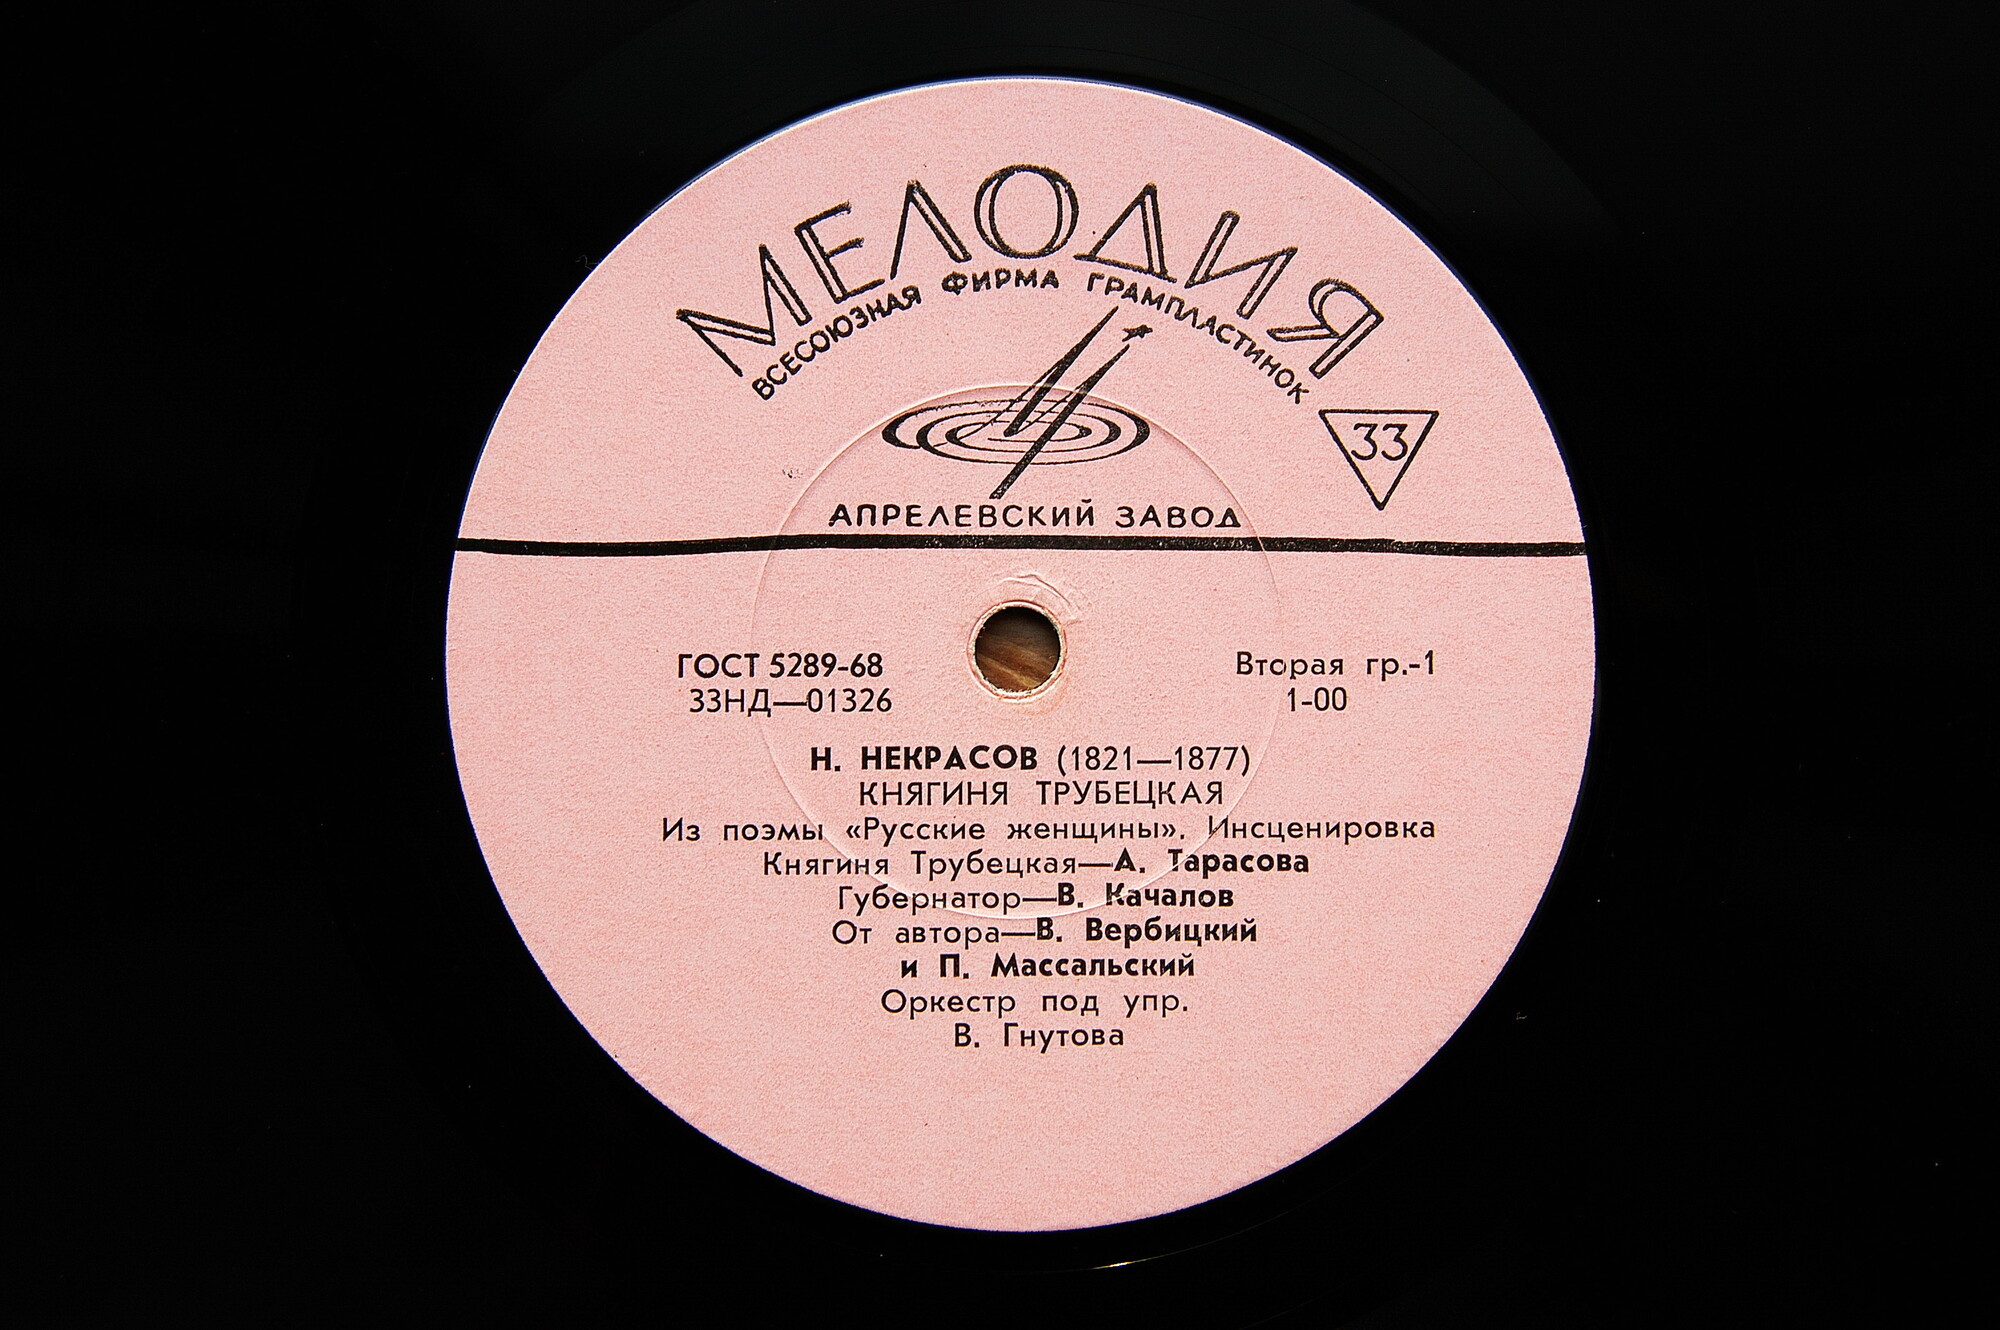 МЕЛОДИЯ
ВСЕСОЮЗНАЯ ФИРМА ГРАМПЛАСТИНОК
33
АПРЕЛЕВСКИЙ ЗАВОД
ГОСТ 5289-68
Вторая гр.-1
33НД—01326
1-00
Н. НЕКРАСОВ (1821—1877)
КНЯГИНЯ ТРУБЕЦКАЯ
Из поэмы «Русские женщины». Инсценировка
Княгиня Трубецкая—А. Тарасова
Губернатор—В. Качалов
От автора—В. Вербицкий
и П. Массальский
Оркестр под упр.
В. Гнутова